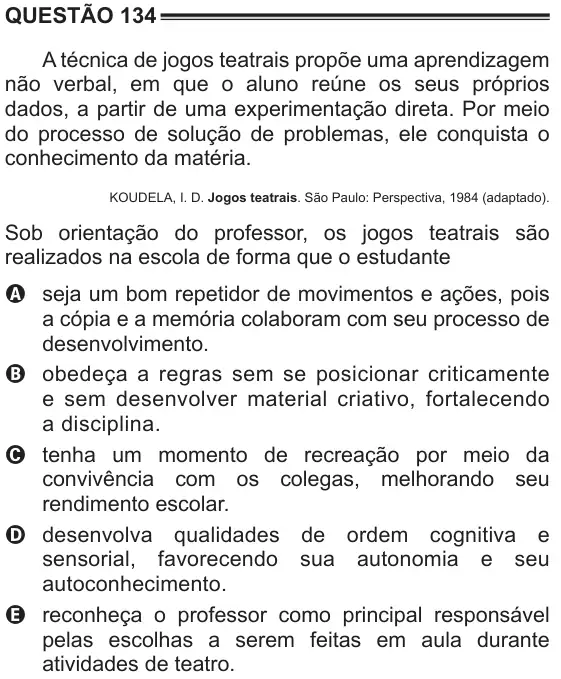 QUESTÃO 134
A técnica de jogos teatrais propõe uma aprendizagem
não verbal, em que o aluno reúne os seus próprios
dados, a partir de uma experimentação direta. Por meio
do processo de solução de problemas, ele conquista o
conhecimento da matéria.
KOUDELA, I. D. Jogos teatrais. São Paulo: Perspectiva, 1984 (adaptado).
Sob orientação do professor, os jogos teatrais são
realizados na escola de forma que o estudante
A seja um bom repetidor de movimentos e ações, pois
a cópia e a memória colaboram com seu processo de
desenvolvimento.
B obedeça a regras sem se posicionar criticamente
e sem desenvolver material criativo, fortalecendo
a disciplina.
C tenha um momento de recreação por meio da
convivência com os colegas, melhorando seu
rendimento escolar.
D desenvolva qualidades de ordem cognitiva e
sensorial, favorecendo sua autonomia e seu
autoconhecimento.
E reconheça o professor como principal responsável
pelas escolhas a serem feitas em aula durante
atividades de teatro.